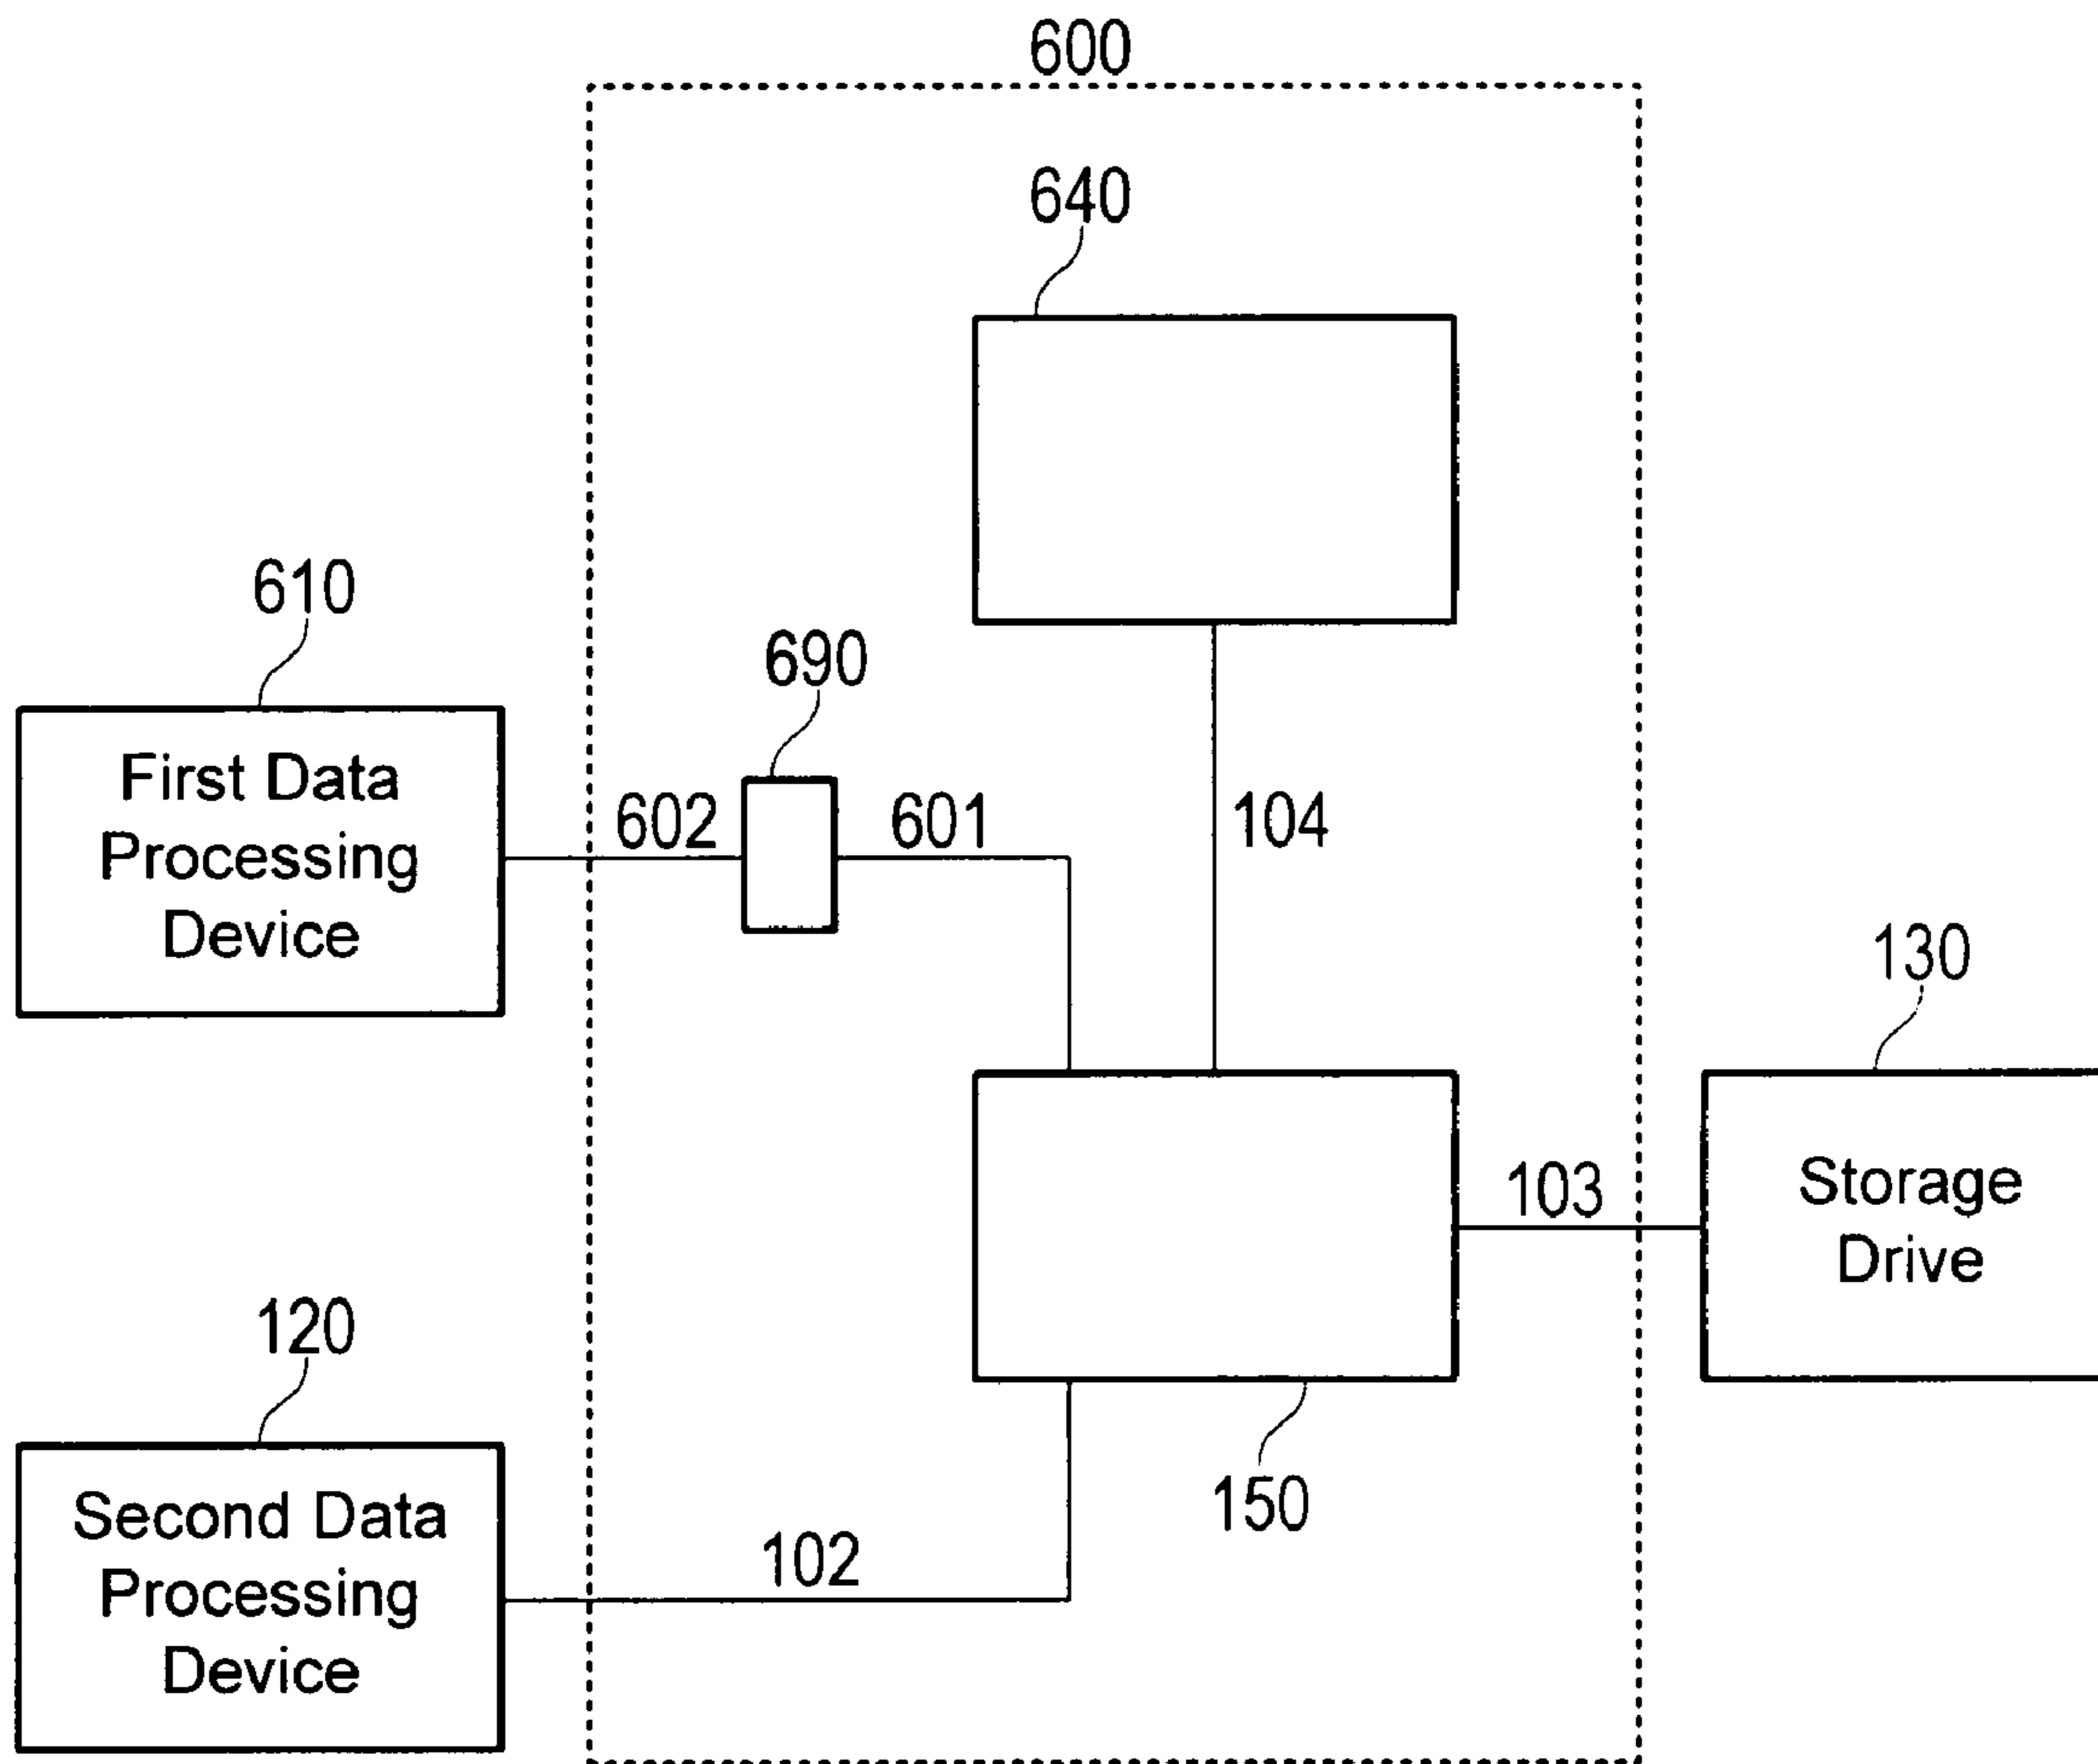 600
640
610
690
First Data
Processing
Device
602
601
104
130
Storage
Drive
103
120
150
Second Data
Processing
Device
102